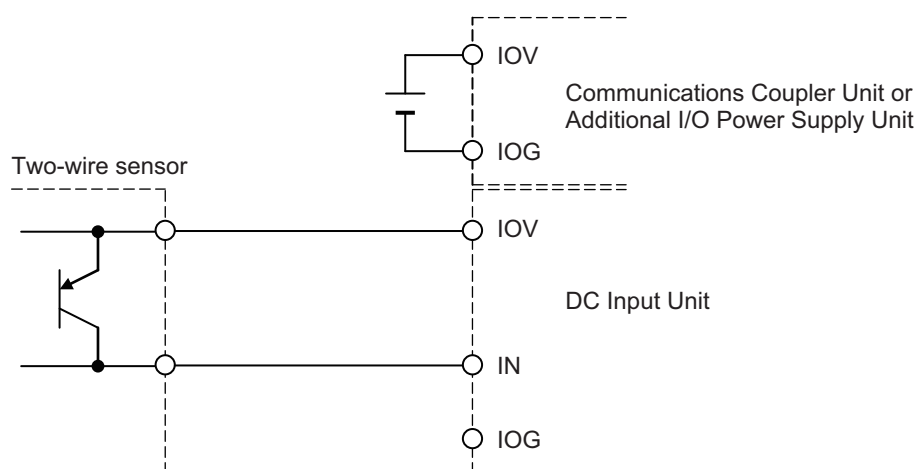 IOV
Communications Coupler Unit or
Additional I/O Power Supply Unit
IOG
Two-wire sensor
IOV
DC Input Unit
IN
IOG